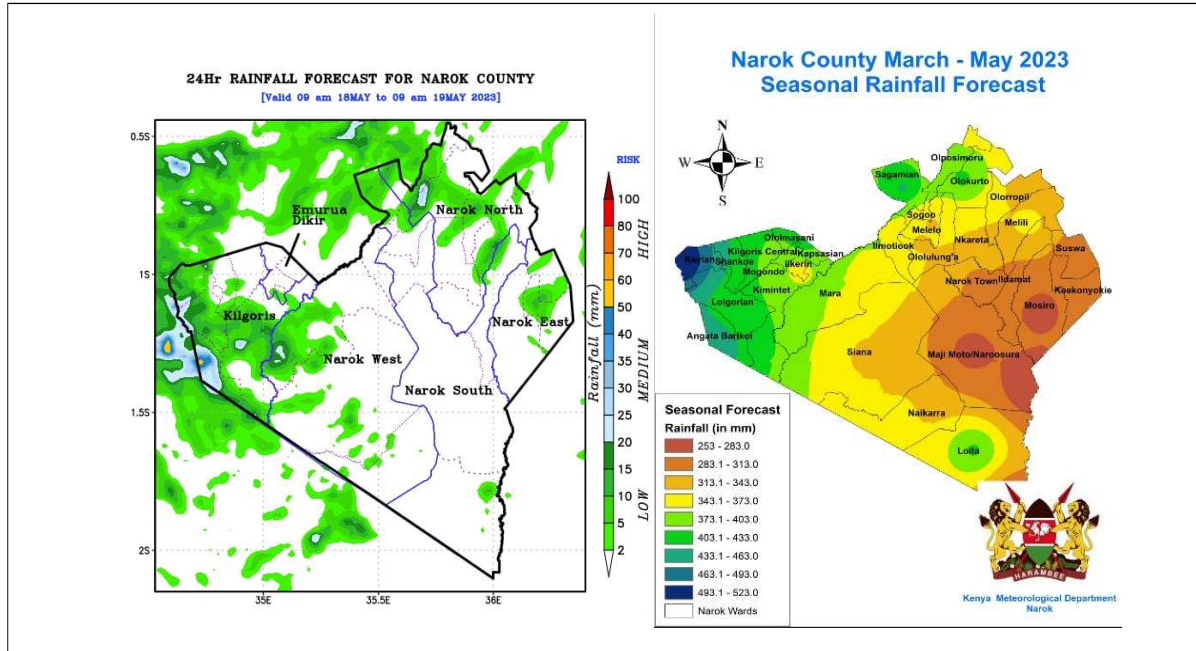 24Hr RAINFALL FORECAST FOR NAROK COUNTY
[Valid 09 am 18MAY to 09 am 19MAY 2023]
0.5S
1S
1.5S
2S
35E
35.5E
36E
Emurua
Dikir
Narok North
Kilgoris
Narok East
Narok West
Narok South
RISK
100
80
70
60
50
40
35
30
25
20
15
10
5
2
Rainfall (mm)
HIGH
MEDIUM
LOW
Narok County March - May 2023
Seasonal Rainfall Forecast
N
W
E
S
Olposimoru
Sagamian
Olokurto
Olorropil
Sogoo
Melili
Melelo
Ololmasani
Ilmotiook
Nkareta
Suswa
Keyian
Shankoe
Kilgoris Central
Kapsasian
Ilkerin
Ololulung'a
Mogondo
Narok Town
Ildamat
Keekonyokie
Kimintet
Mara
Lolgorian
Mosiro
Angata Barikoi
Siana
Maji Moto/Naroosura
Naikarra
Loita
Seasonal Forecast
Rainfall (in mm)
253 - 283.0
283.1 - 313.0
313.1 - 343.0
343.1 - 373.0
373.1 - 403.0
403.1 - 433.0
433.1 - 463.0
463.1 - 493.0
493.1 - 523.0
Narok Wards
HARAMBEE
Kenya Meteorological Department
Narok